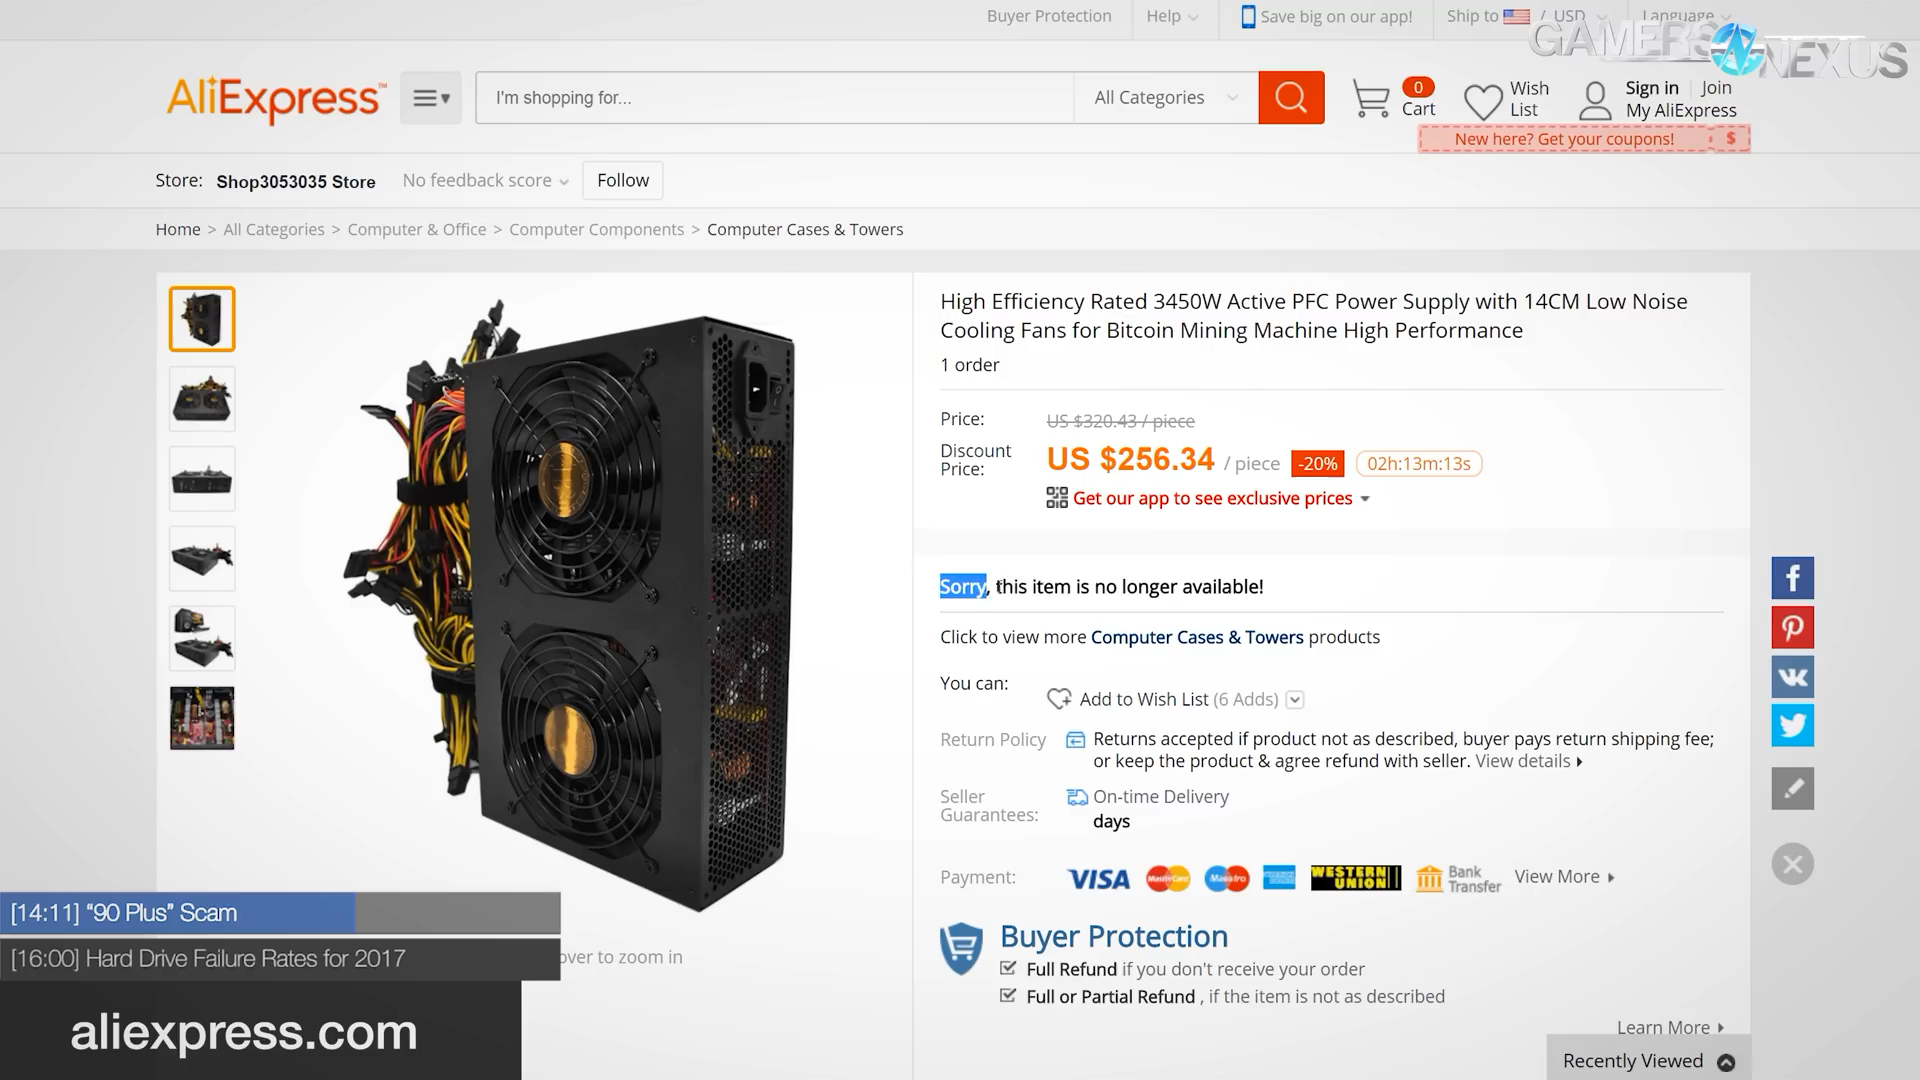 Buyer Protection
Help
Save big on our app!
Ship to / USD
Language
GAMERS NEXUS
AliExpress™
I'm shopping for...
All Categories
0
Cart
Wish
List
Sign in | Join
My AliExpress
New here? Get your coupons! $
Store: Shop3053035 Store No feedback score Follow
Home > All Categories > Computer & Office > Computer Components > Computer Cases & Towers
High Efficiency Rated 3450W Active PFC Power Supply with 14CM Low Noise
Cooling Fans for Bitcoin Mining Machine High Performance
1 order
Price: US $320.43 / piece
Discount
Price:
US $256.34 / piece -20% 02h:13m:13s
Get our app to see exclusive prices
Sorry, this item is no longer available!
Click to view more Computer Cases & Towers products
You can:
Add to Wish List (6 Adds)
Return Policy
Returns accepted if product not as described, buyer pays return shipping fee;
or keep the product & agree refund with seller. View details
Seller
Guarantees:
On-time Delivery
days
Payment: VISA MasterCard Maestro WESTERN UNION Bank Transfer View More
Buyer Protection
Full Refund if you don't receive your order
Full or Partial Refund , if the item is not as described
Learn More
Recently Viewed
[14:11] “90 Plus” Scam
[16:00] Hard Drive Failure Rates for 2017
over to zoom in
aliexpress.com